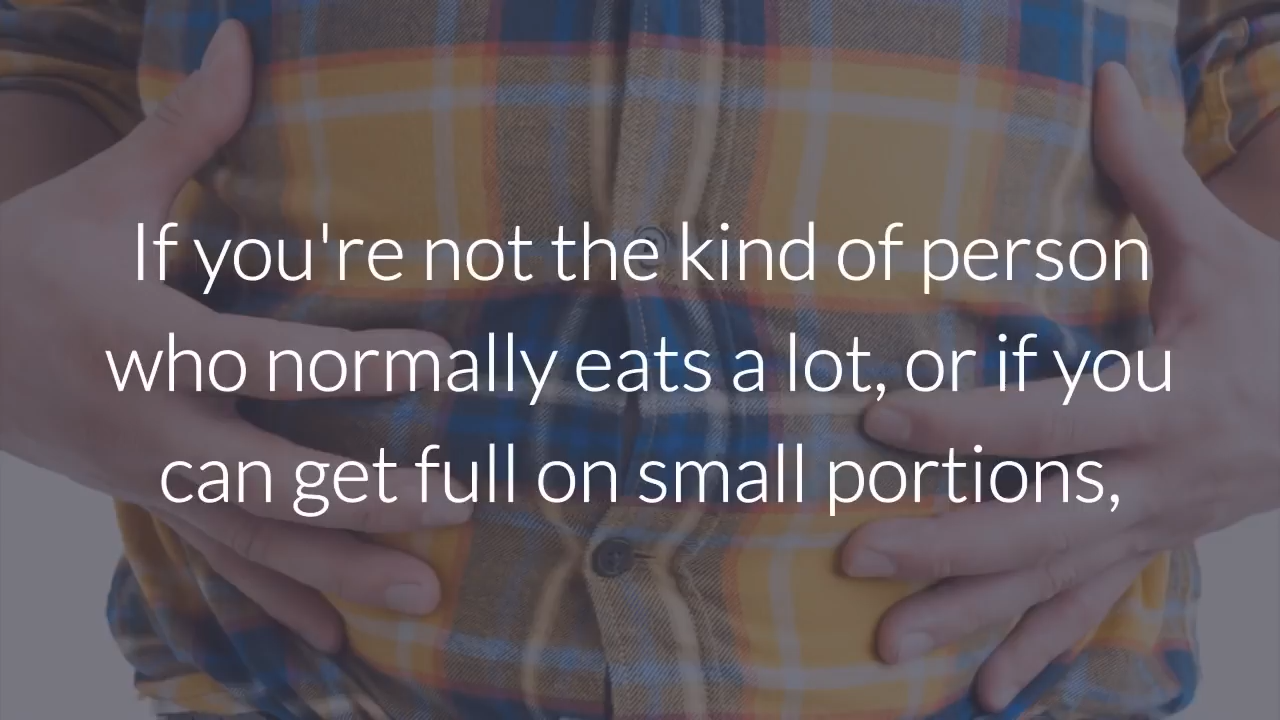 If you're not the kind of person
who normally eats a lot, or if you
can get full on small portions,